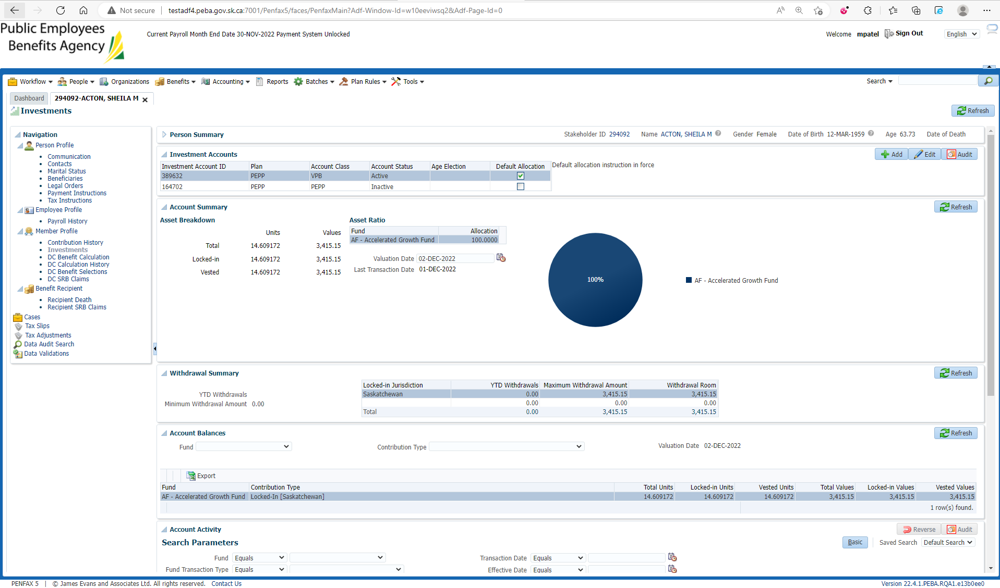 Not secure | testadf4.peba.gov.sk.ca:7001/Penfax5/faces/PenfaxMain?Adf-Window-Id=w10eeviwsq2&Adf-Page-Id=0
Public Employees
Benefits Agency
Current Payroll Month End Date 30-NOV-2022 Payment System Unlocked
Welcome mpatel Sign Out English
Workflow People Organizations Benefits Accounting Reports Batches Plan Rules Tools Search
Dashboard 294092-ACTON, SHEILA M
Investments Refresh
Navigation
Person Profile
Communication
Contacts
Marital Status
Beneficiaries
Legal Orders
Payment Instructions
Tax Instructions
Employee Profile
Payroll History
Member Profile
Contribution History
Investments
DC Benefit Calculation
DC Calculation History
DC Benefit Selections
DC SRB Claims
Benefit Recipient
Recipient Death
Recipient SRB Claims
Cases
Tax Slips
Tax Adjustments
Data Audit Search
Data Validations
Person Summary Stakeholder ID 294092 Name ACTON, SHEILA M Gender Female Date of Birth 12-MAR-1959 Age 63.73 Date of Death
Investment Accounts Add Edit Audit
Investment Account ID Plan Account Class Account Status Age Election Default Allocation Default allocation instruction in force
389632 PEPP VPB Active
164702 PEPP PEPP Inactive
Account Summary Refresh
Asset Breakdown
Units Values
Total 14.609172 3,415.15
Locked-in 14.609172 3,415.15
Vested 14.609172 3,415.15
Asset Ratio
Fund Allocation
AF - Accelerated Growth Fund 100.0000
Valuation Date 02-DEC-2022
Last Transaction Date 01-DEC-2022
100%
AF - Accelerated Growth Fund
Withdrawal Summary Refresh
YTD Withdrawals
Minimum Withdrawal Amount 0.00
Locked-in Jurisdiction YTD Withdrawals Maximum Withdrawal Amount Withdrawal Room
Saskatchewan 0.00 3,415.15 3,415.15
0.00 0.00 0.00
Total 0.00 3,415.15 3,415.15
Account Balances Refresh
Fund Contribution Type Valuation Date 02-DEC-2022
Export
Fund Contribution Type Total Units Locked-in Units Vested Units Total Values Locked-in Values Vested Values
AF - Accelerated Growth Fund Locked-In [Saskatchewan] 14.609172 14.609172 14.609172 3,415.15 3,415.15 3,415.15
1 row(s) found.
Account Activity Reverse Audit
Search Parameters Basic Saved Search Default Search
Fund Equals Transaction Date Equals
Fund Transaction Type Equals Effective Date Equals
PENFAX 5 | © James Evans and Associates Ltd. All rights reserved. Contact Us Version 22.4.1.PEBA.RQA1.e13b0ee0